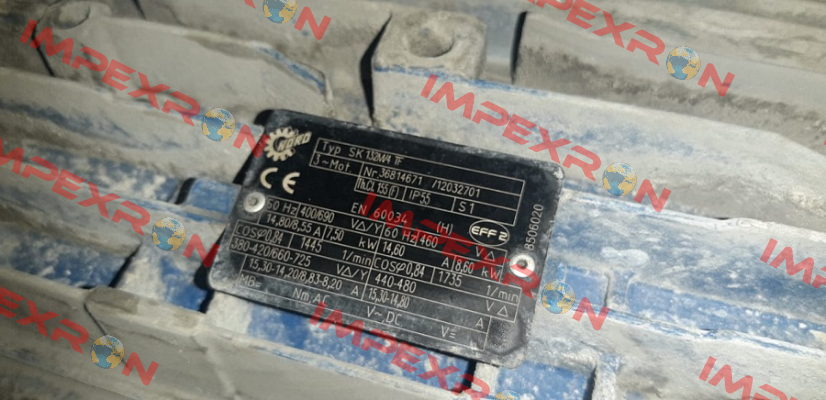 IMPEXRON
IMPEXRON
IMPEXRON
IMPEXRON
IMPEXRON
IMPEXRON
NORD
Typ SK 132M/4 TF
3~Mot. Nr 36814671 /12032701
CE Th.Cl. 155 (F) IP55 S1
EN 60034 (H) EFF 2
50 Hz 400/690 V△/Y 60 Hz 460 V△
14,80/8,55 A 7,50 kW 14,60 A 8,60 kW
COSφ 0,84 1445 1/min COSφ 0,84 1735 1/min
380-420/660-725 V△/Y 440-480 V△
15,30-14,20/8,83-8,20 A 15,30-14,80 A
MB= Nm AC V~ DC V=
8506020